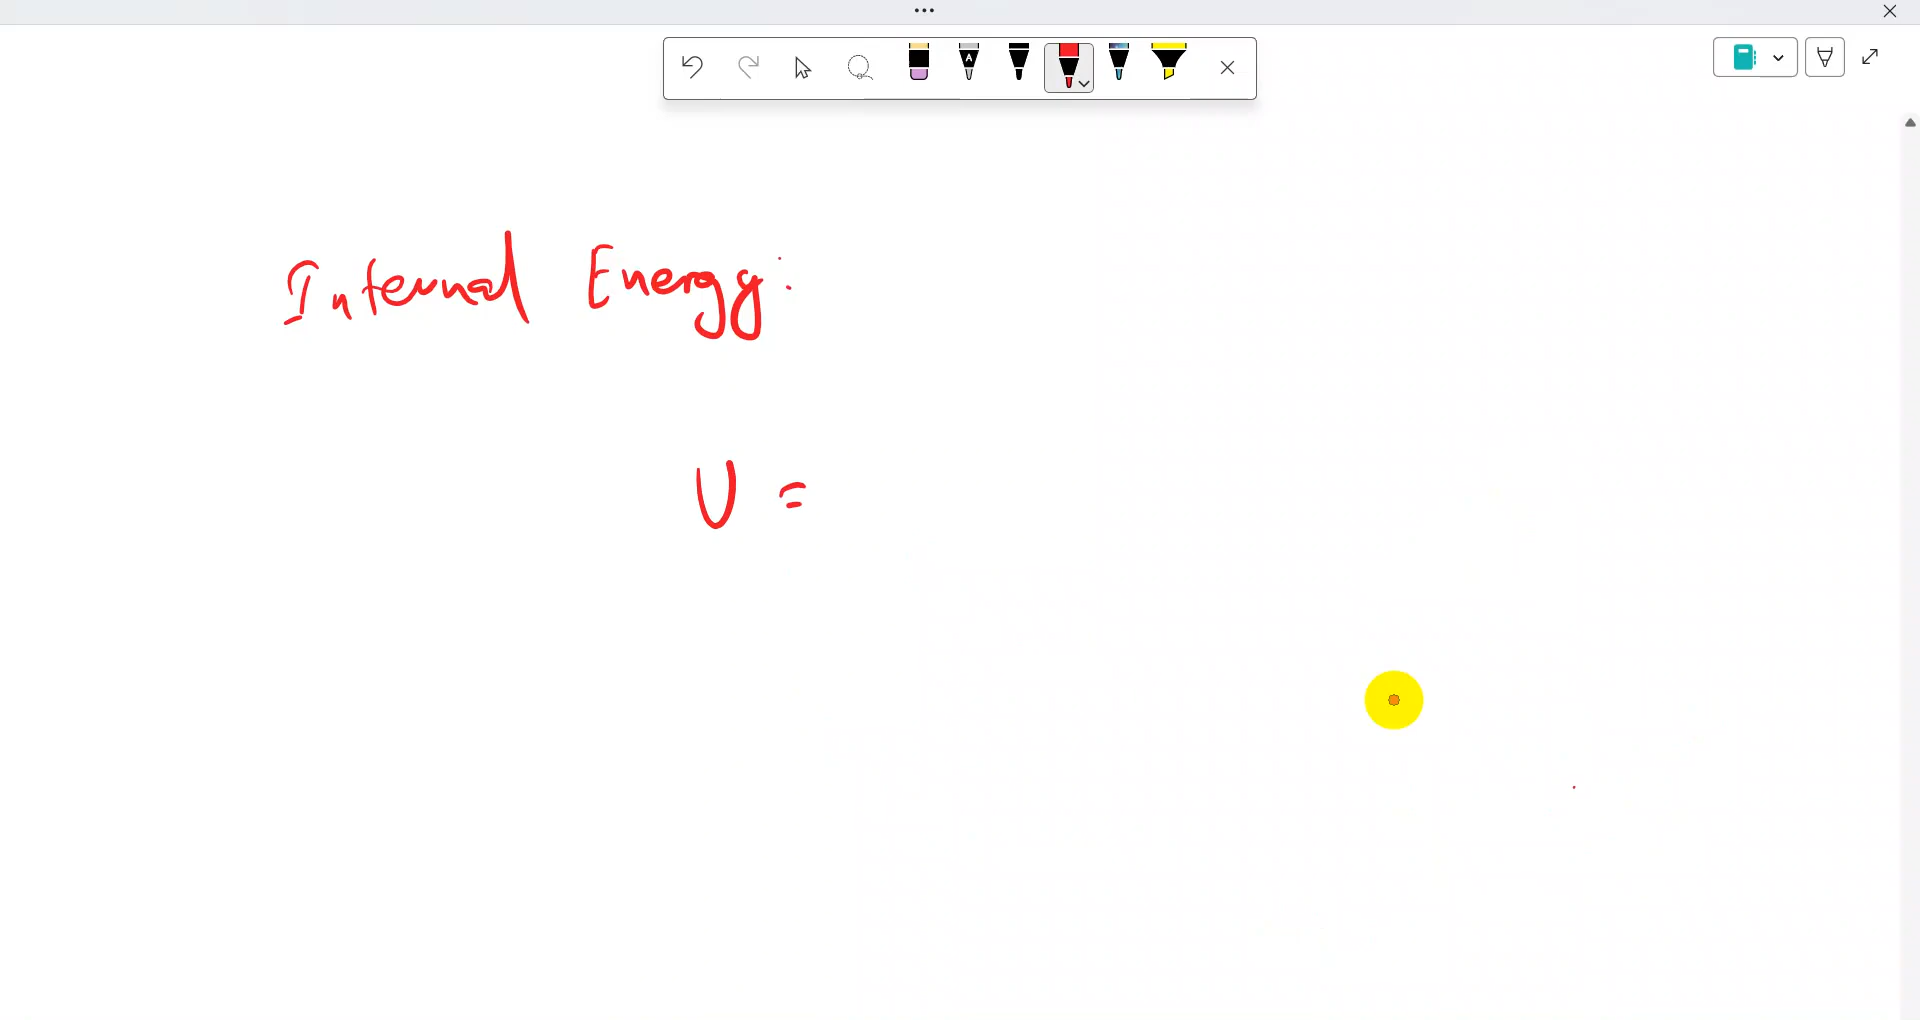 Internal Energy:
U =